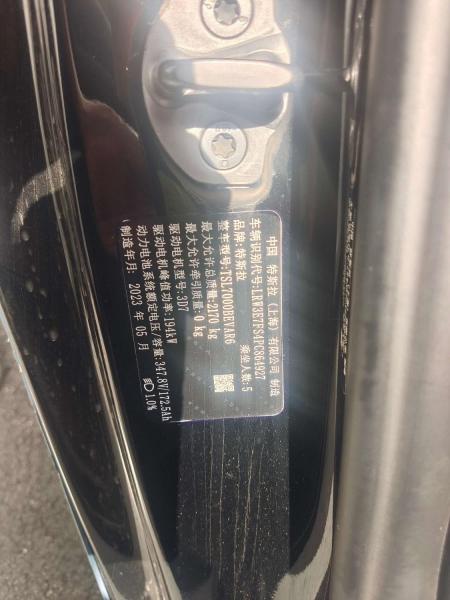 中国 特斯拉（上海）有限公司 制造
车辆识别代号:LRW3E7FS4PC864927
品牌:特斯拉 乘坐人数:5
整车型号:TSL7000BEVAR6
最大允许总质量:2170 kg
最大允许牵引质量: 0 kg
驱动电机型号:3D7
驱动电机峰值功率:194kW
动力电池系统额定电压/容量:347.8V/172.5Ah
制造年月: 2023 年 05 月 1.0%